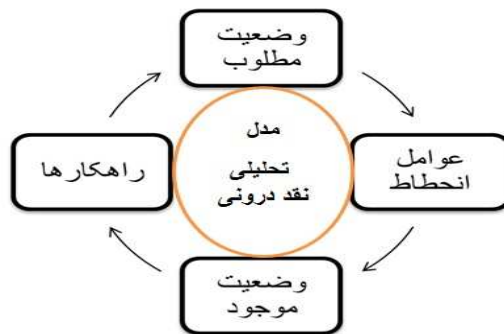 وضعیت
مطلوب
عوامل
انحطاط
مدل
تحلیلی
نقد درونی
راهکارها
وضعیت
موجود